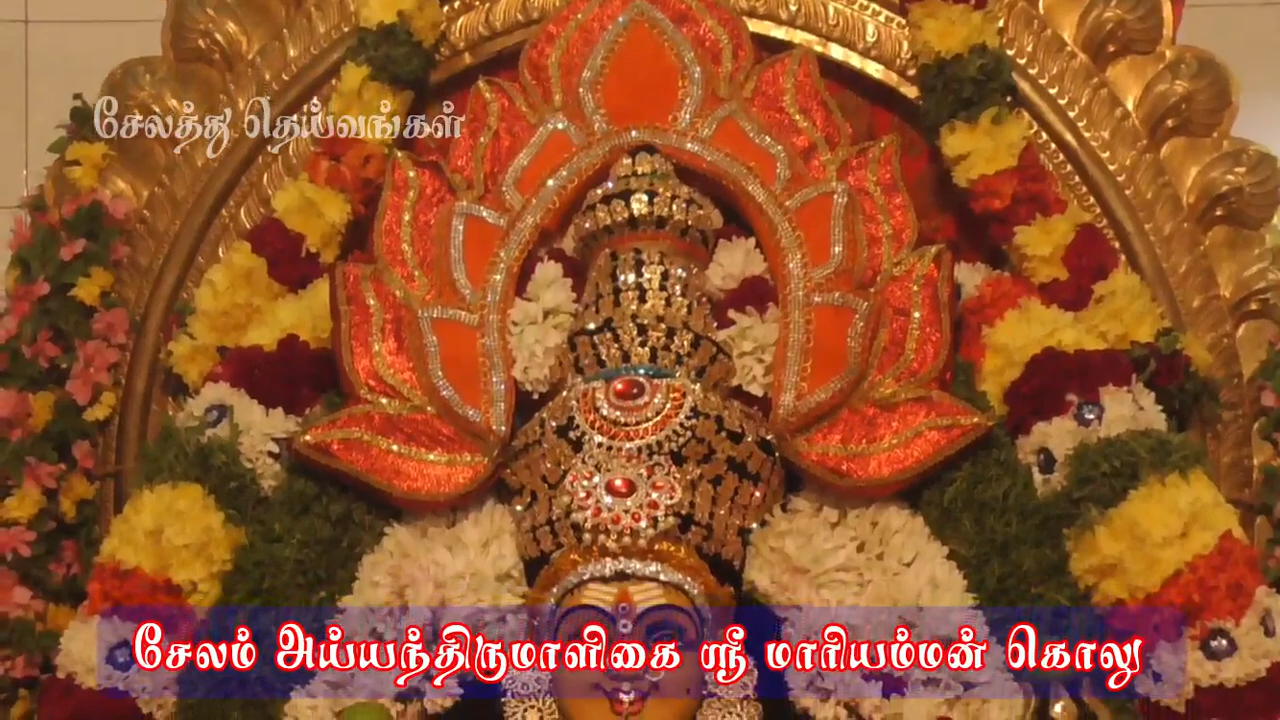 சேலத்து தெய்வங்கள்
சேலம் அய்யந்திருமாளிகை ஸ்ரீ மாரியம்மன் கொலு